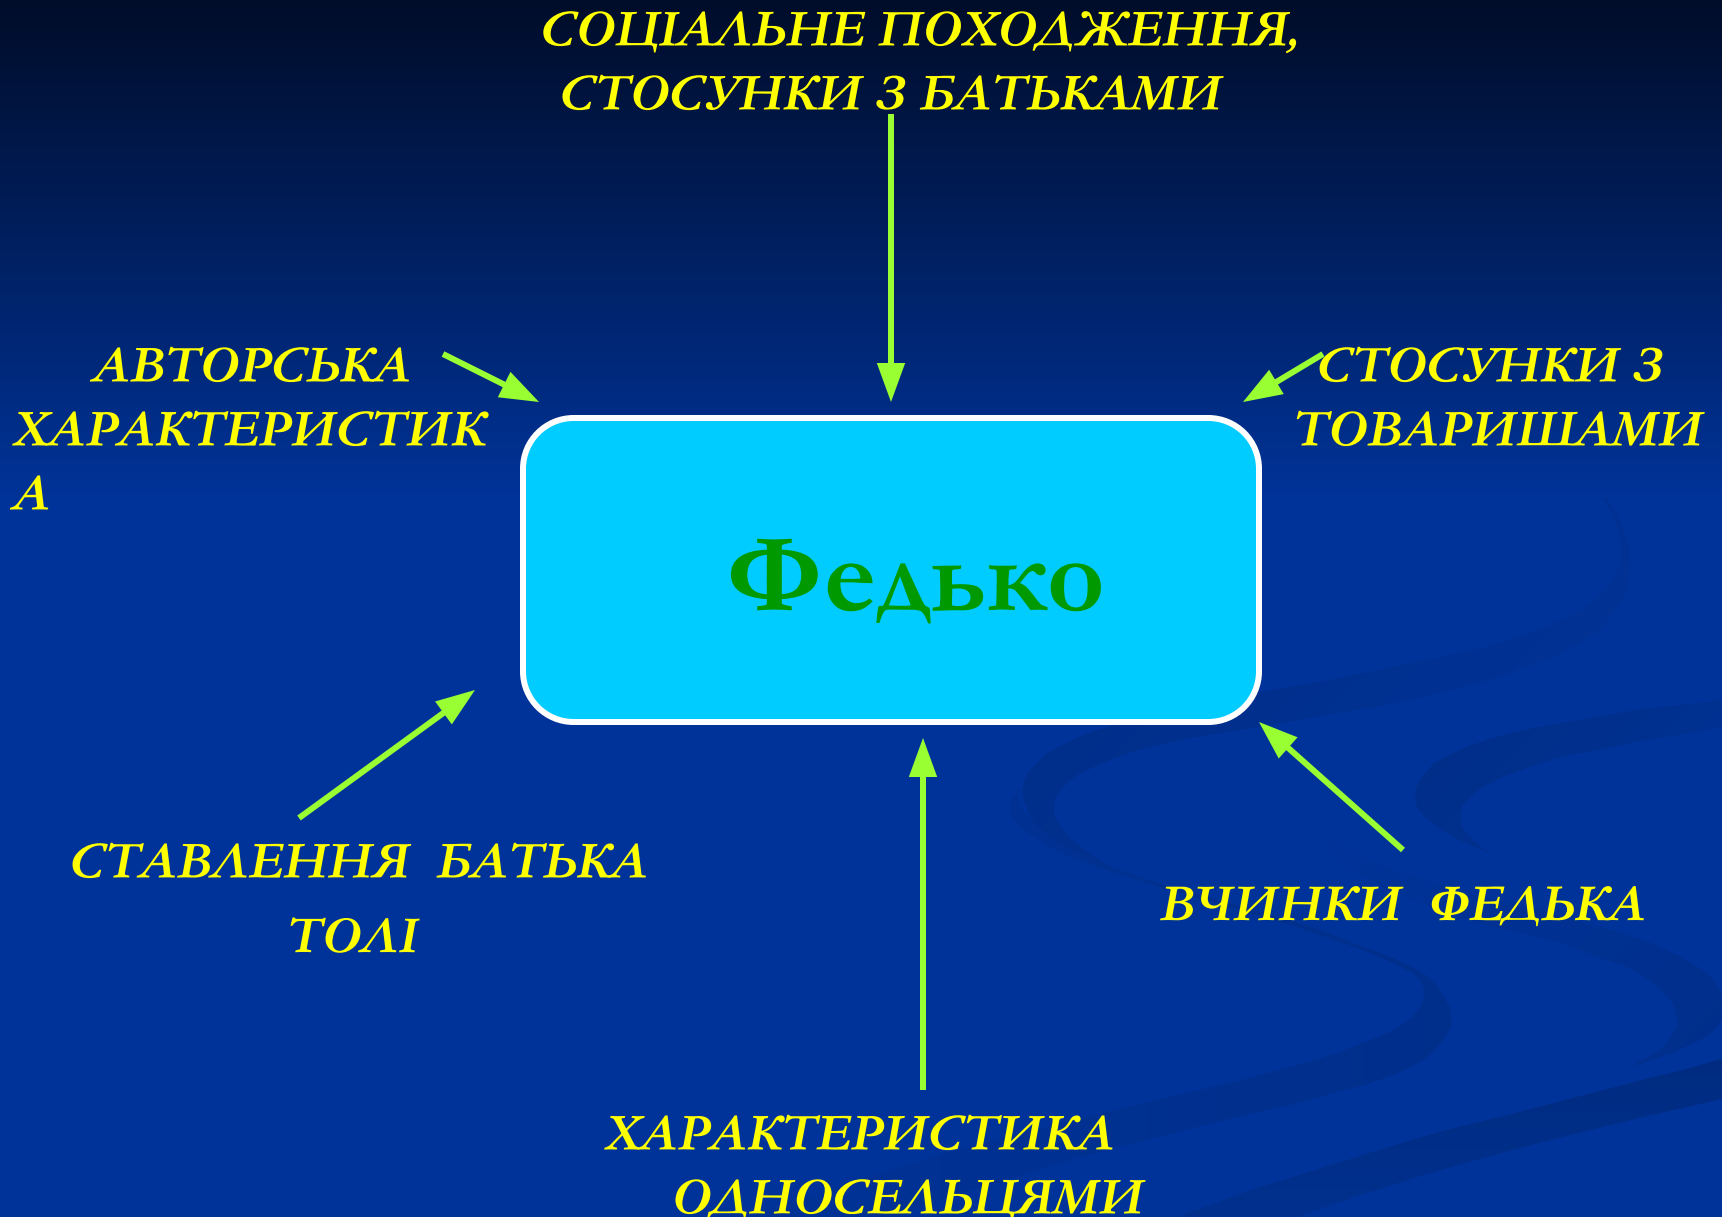 СОЦІАЛЬНЕ ПОХОДЖЕННЯ,
СТОСУНКИ З БАТЬКАМИ
АВТОРСЬКА
ХАРАКТЕРИСТИК
А
СТОСУНКИ З
ТОВАРИШАМИ
Федько
СТАВЛЕННЯ БАТЬКА
ТОЛІ
ВЧИНКИ ФЕДЬКА
ХАРАКТЕРИСТИКА
ОДНОСЕЛЬЦЯМИ